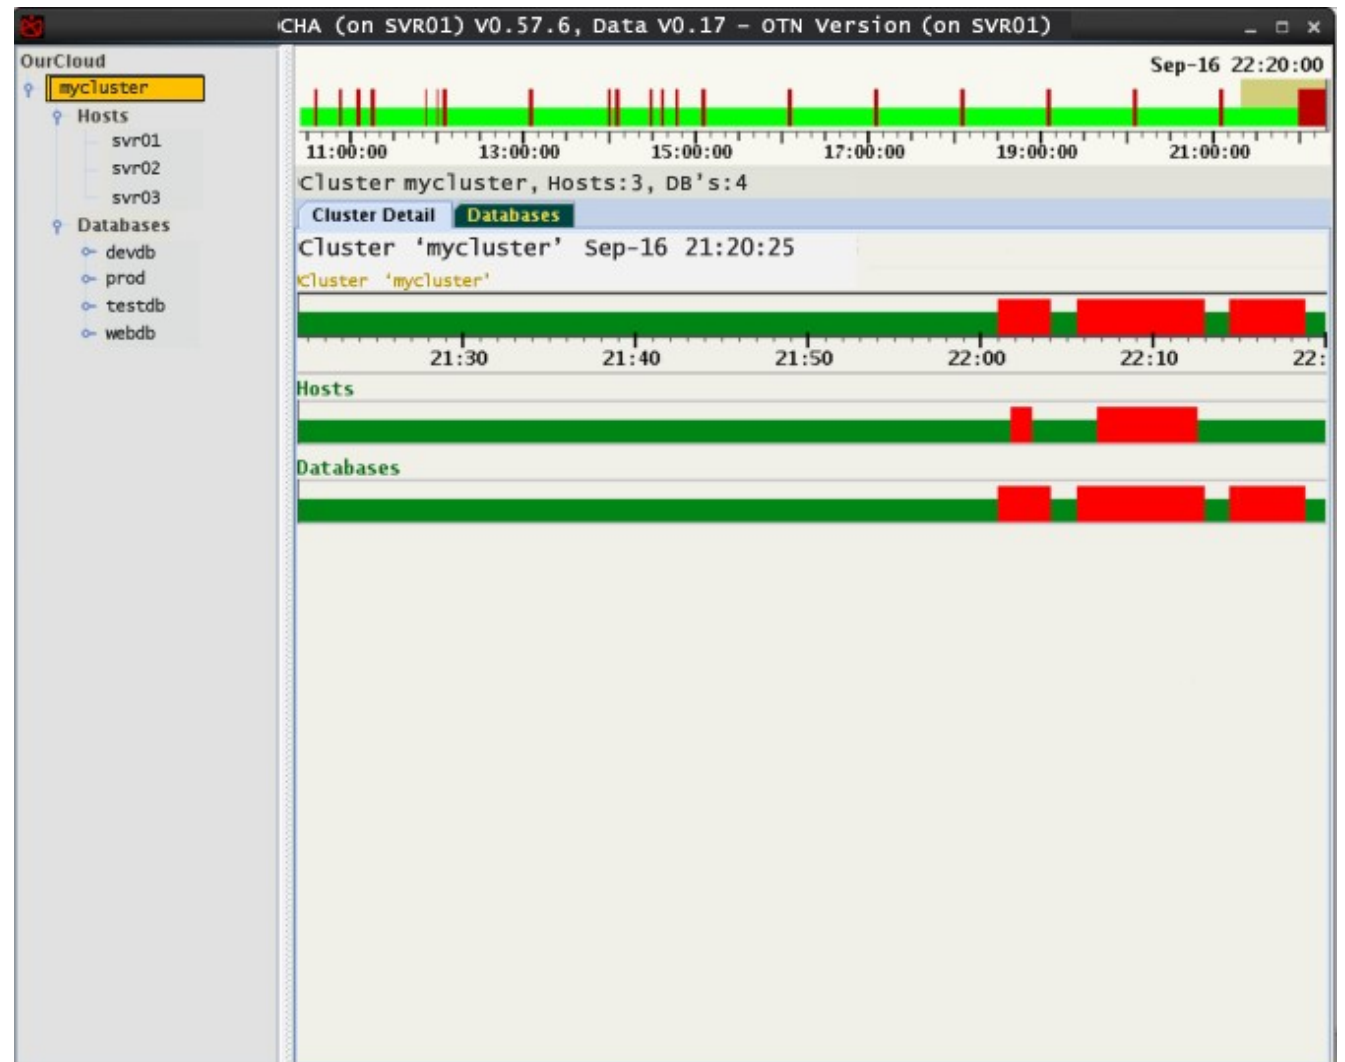 CHA (on SVR01) V0.57.6, Data V0.17 – OTN Version (on SVR01)
OurCloud
mycluster
Hosts
svr01
svr02
svr03
Databases
devdb
prod
testdb
webdb
Sep-16 22:20:00
11:00:00 13:00:00 15:00:00 17:00:00 19:00:00 21:00:00
Cluster mycluster, Hosts:3, DB's:4
Cluster Detail Databases
Cluster ‘mycluster’ Sep-16 21:20:25
Cluster ‘mycluster’
21:30 21:40 21:50 22:00 22:10 22:
Hosts
Databases